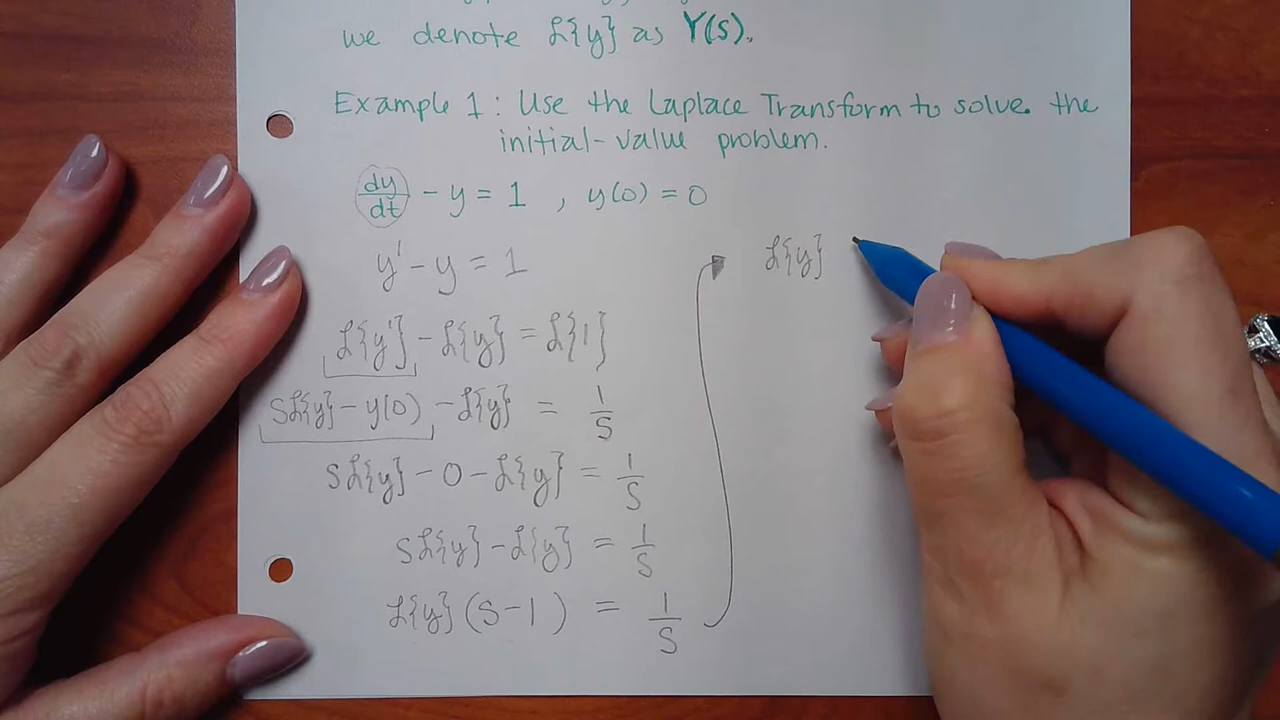 we denote ℒ{y} as Y(s).
Example 1: Use the Laplace Transform to solve the
initial-value problem.
dy/dt - y = 1 , y(0) = 0
y' - y = 1
ℒ{y'} - ℒ{y} = ℒ{1}
sℒ{y} - y(0) - ℒ{y} = 1/s
sℒ{y} - 0 - ℒ{y} = 1/s
sℒ{y} - ℒ{y} = 1/s
ℒ{y}(s-1) = 1/s
ℒ{y}